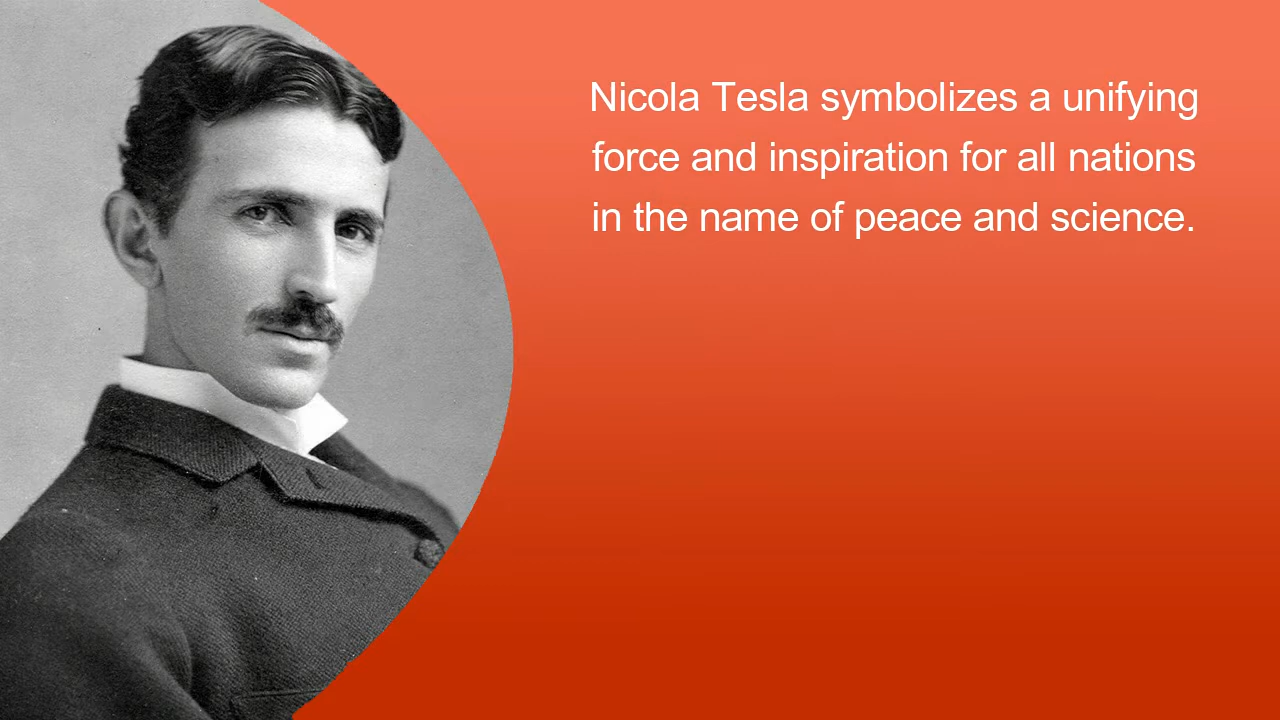 Nicola Tesla symbolizes a unifying
force and inspiration for all nations
in the name of peace and science.